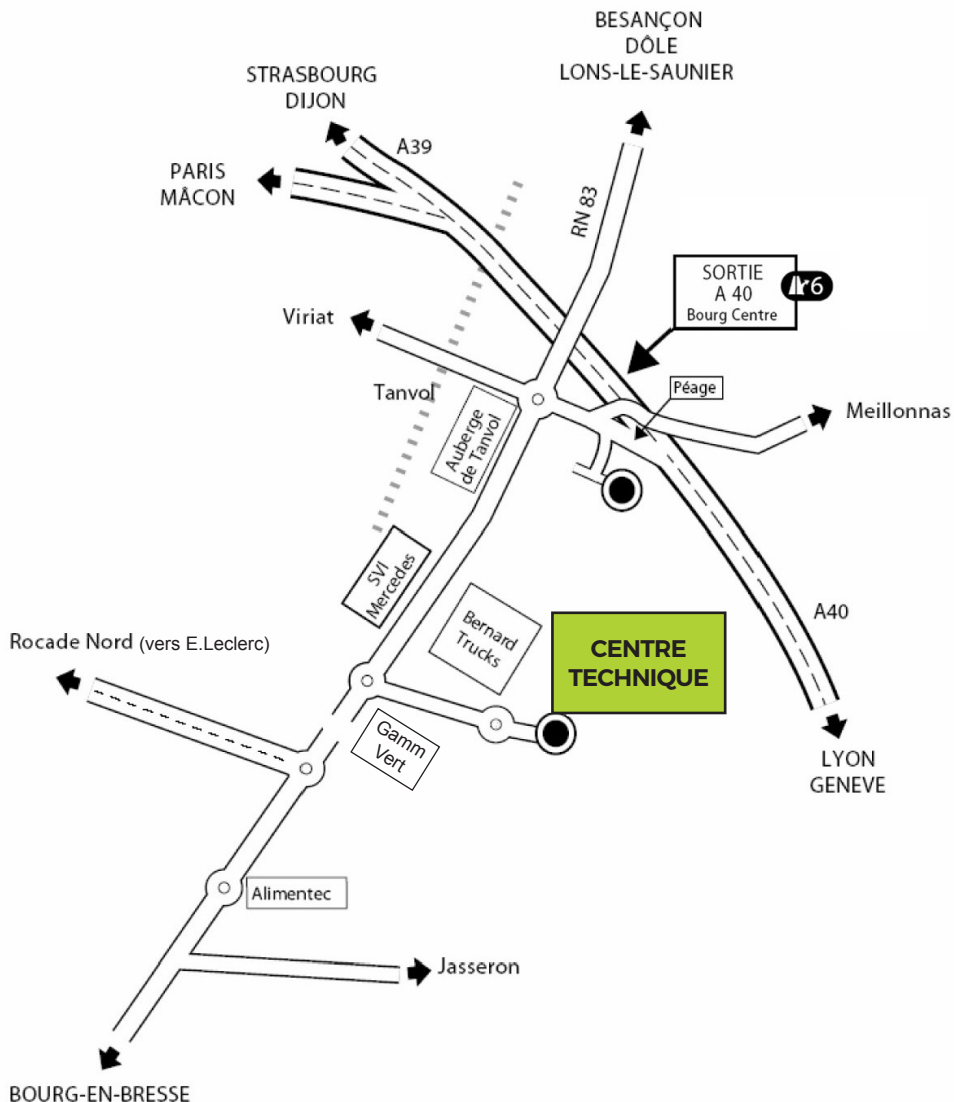 BESANÇON
DÔLE
LONS-LE-SAUNIER
STRASBOURG
DIJON
A39
PARIS
MÂCON
RN 83
SORTIE
A 40
Bourg Centre
6
Viriat
Péage
Tanvol
Meillonnas
Auberge
de Tanvol
SVI
Mercedes
Bernard
Trucks
A40
CENTRE
TECHNIQUE
Rocade Nord (vers E.Leclerc)
Gamm
Vert
LYON
GENEVE
Alimentec
Jasseron
BOURG-EN-BRESSE